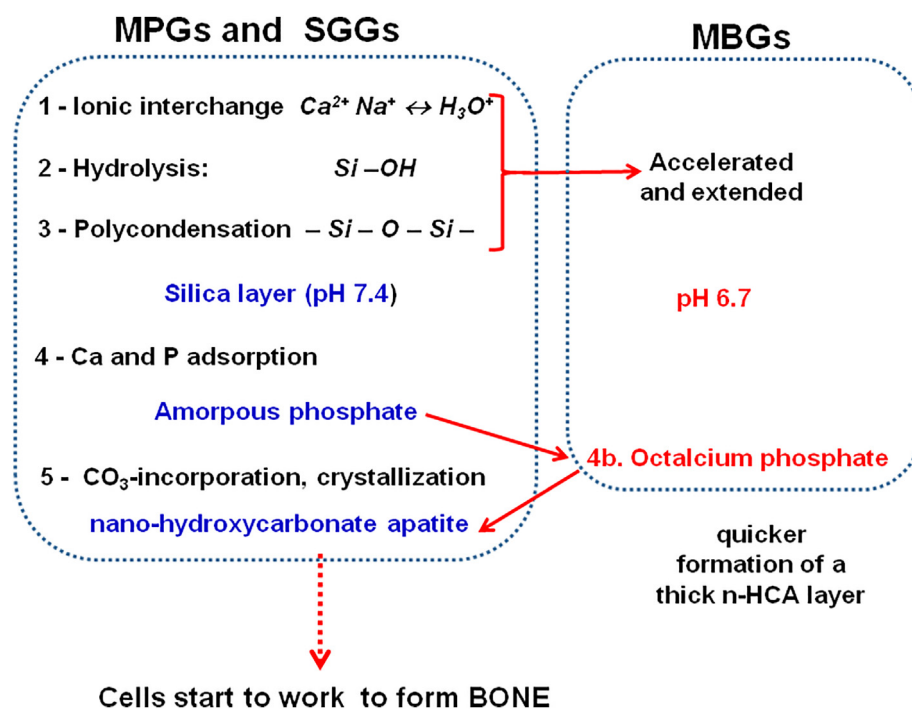 MPGs and SGGs
MBGs
1 - Ionic interchange Ca²⁺ Na⁺ ↔ H₃O⁺
2 - Hydrolysis: Si –OH
3 - Polycondensation – Si – O – Si –
Accelerated
and extended
Silica layer (pH 7.4)
pH 6.7
4 - Ca and P adsorption
Amorpous phosphate
4b. Octalcium phosphate
5 - CO₃-incorporation, crystallization
nano-hydroxycarbonate apatite
quicker
formation of a
thick n-HCA layer
Cells start to work to form BONE